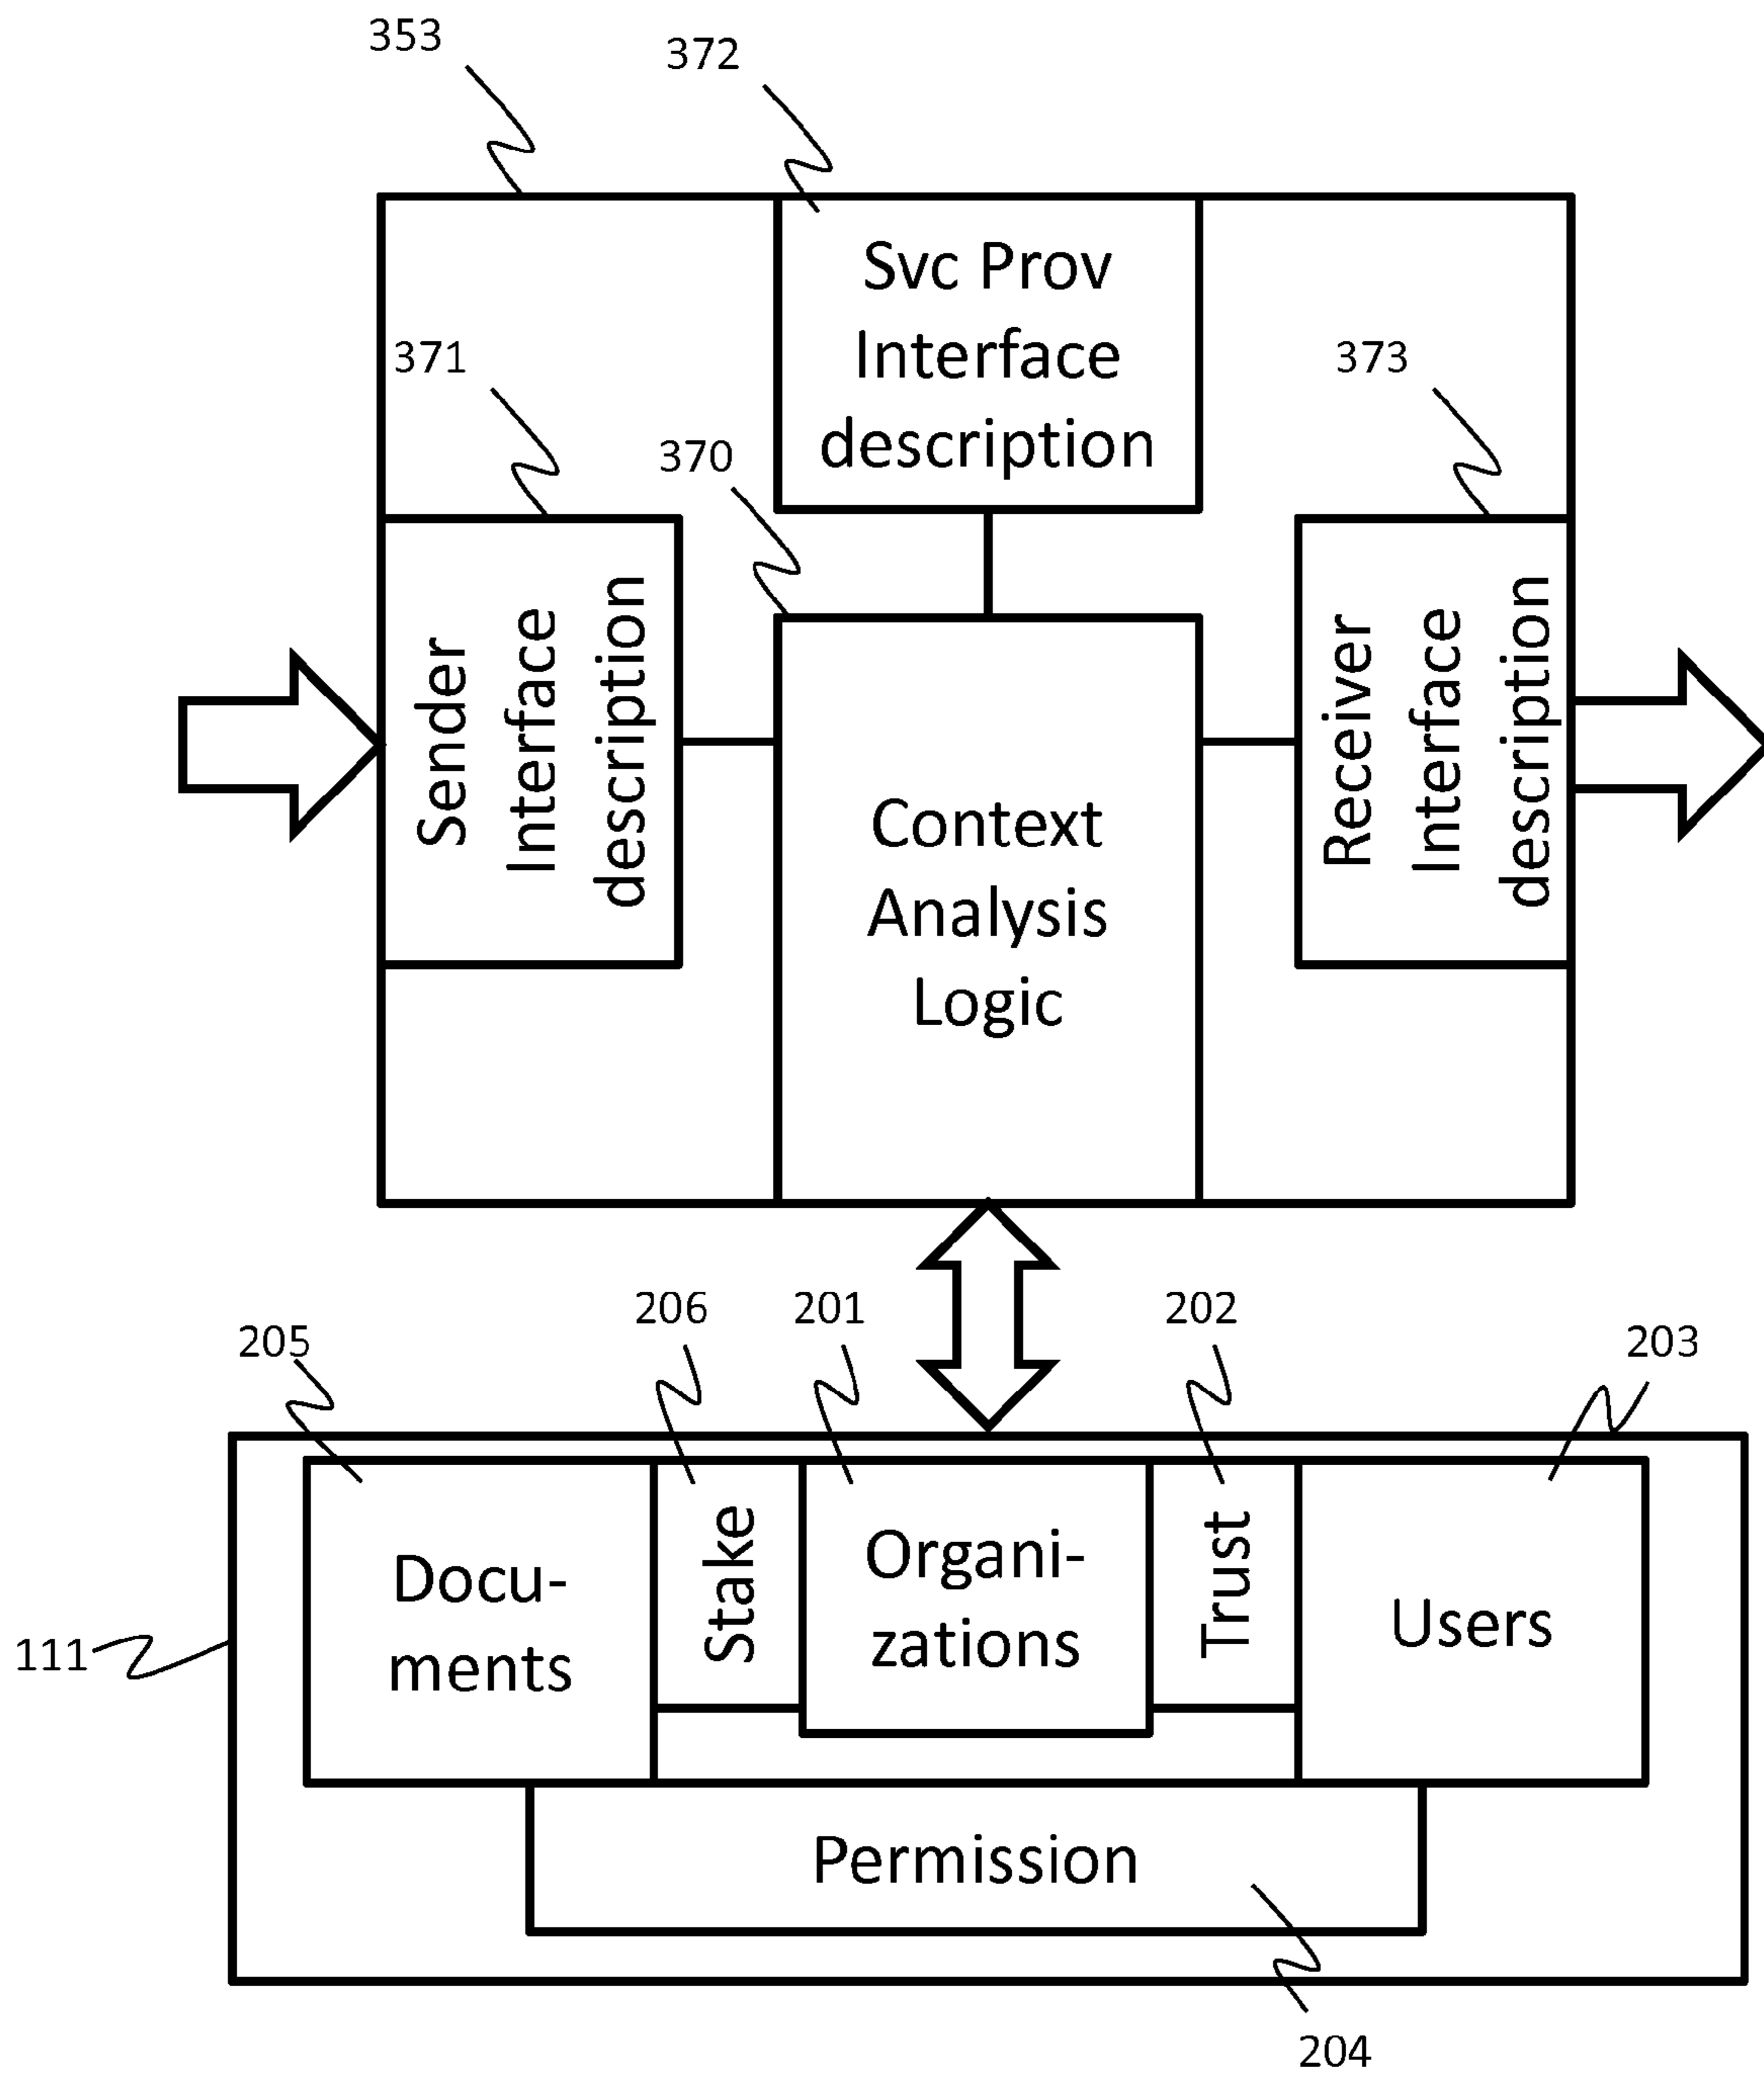 353
372
Svc Prov
Interface
description
371
373
370
Sender
Interface
description
Context
Analysis
Logic
Receiver
Interface
description
205
206
201
202
203
Docu-
ments
Stake
Organi-
zations
Trust
Users
111
Permission
204